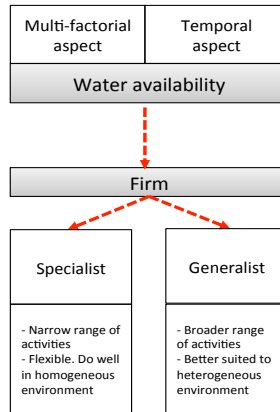 Multi-factorial
aspect
Temporal
aspect
Water availability
Firm
Specialist
Generalist
- Narrow range of
activities
- Flexible. Do well
in homogeneous
environment
- Broader range
of activities
- Better suited to
heterogeneous
environment